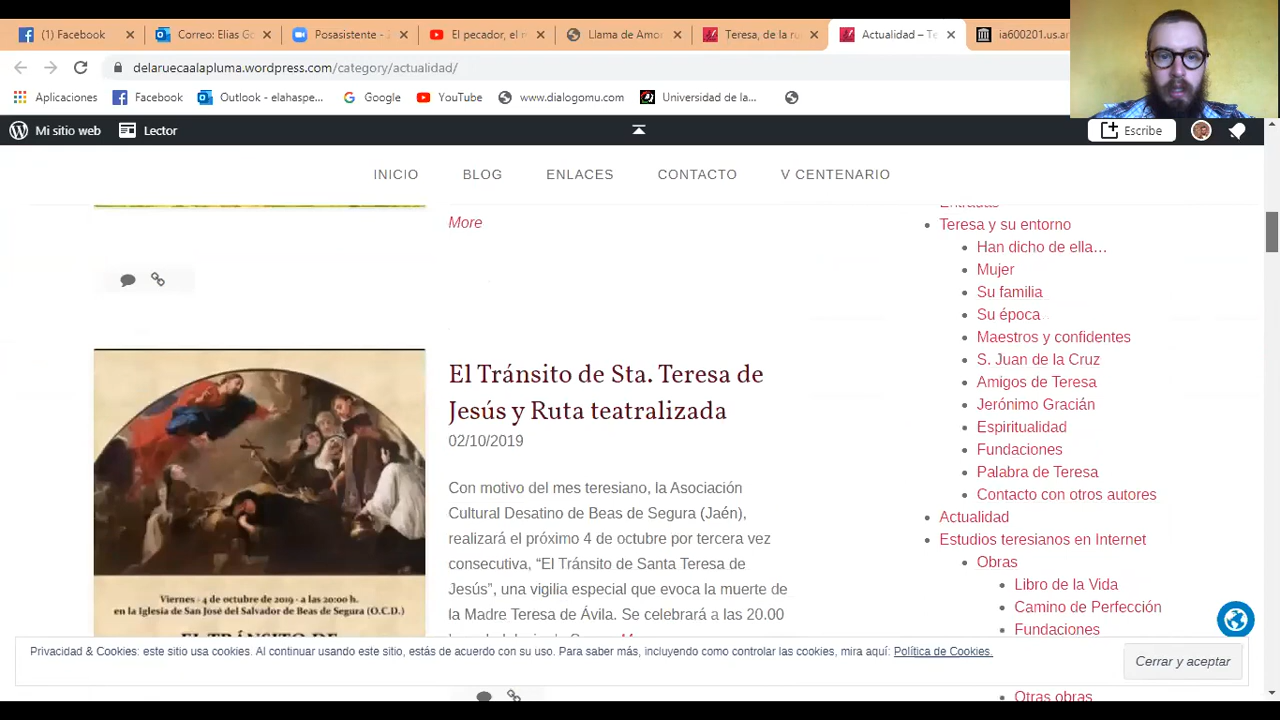 (1) Facebook
Correo: Elias Go
Posasistente
YouTube
El pecador, el
Llama de Amo
Teresa, de la ru
Actualidad – Te
ia600201.us.ar
delaruecaalapluma.wordpress.com/category/actualidad/
Aplicaciones
Facebook
Outlook - elahaspe...
Google
YouTube
www.dialogomu.com
Universidad de la...
Mi sitio web
Lector
Escribe
INICIO
BLOG
ENLACES
CONTACTO
V CENTENARIO
More
El Tránsito de Sta. Teresa de
Jesús y Ruta teatralizada
02/10/2019
Con motivo del mes teresiano, la Asociación
Cultural Desatino de Beas de Segura (Jaén),
realizará el próximo 4 de octubre por tercera vez
consecutiva, “El Tránsito de Santa Teresa de
Jesús”, una vigilia especial que evoca la muerte de
la Madre Teresa de Ávila. Se celebrará a las 20.00
Viernes - 4 de octubre de 2019 - a las 20:00 h.
en la Iglesia de San José del Salvador de Beas de Segura (O.C.D.)
EL TRÁNSITO DE
Entradas
Teresa y su entorno
Han dicho de ella…
Mujer
Su familia
Su época
Maestros y confidentes
S. Juan de la Cruz
Amigos de Teresa
Jerónimo Gracián
Espiritualidad
Fundaciones
Palabra de Teresa
Contacto con otros autores
Actualidad
Estudios teresianos en Internet
Obras
Libro de la Vida
Camino de Perfección
Fundaciones
Otras obras
Privacidad & Cookies: este sitio usa cookies. Al continuar usando este sitio, estás de acuerdo con su uso. Para saber más, incluyendo como controlar las cookies, mira aquí: Política de Cookies.
Cerrar y aceptar